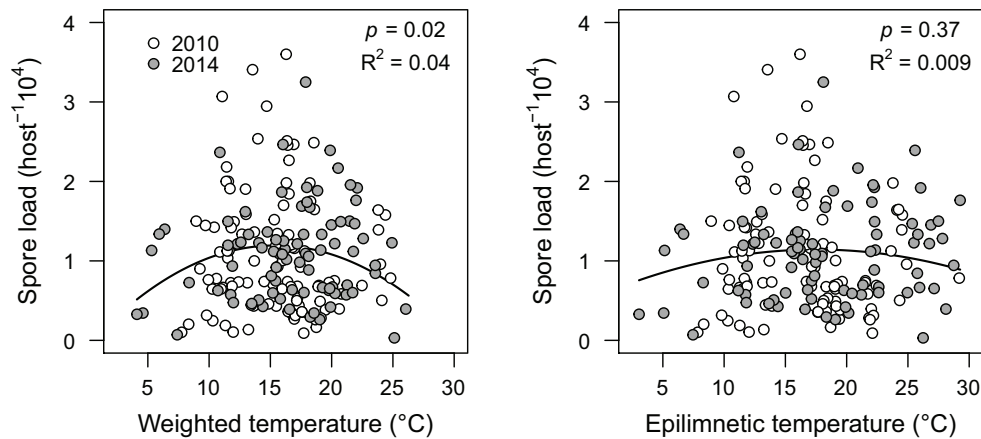 4
3
2
1
0
Spore load (host⁻¹10⁴)
2010
2014
p = 0.02
R² = 0.04
5 10 15 20 25 30
Weighted temperature (°C)
4
3
2
1
0
Spore load (host⁻¹10⁴)
p = 0.37
R² = 0.009
5 10 15 20 25 30
Epilimnetic temperature (°C)